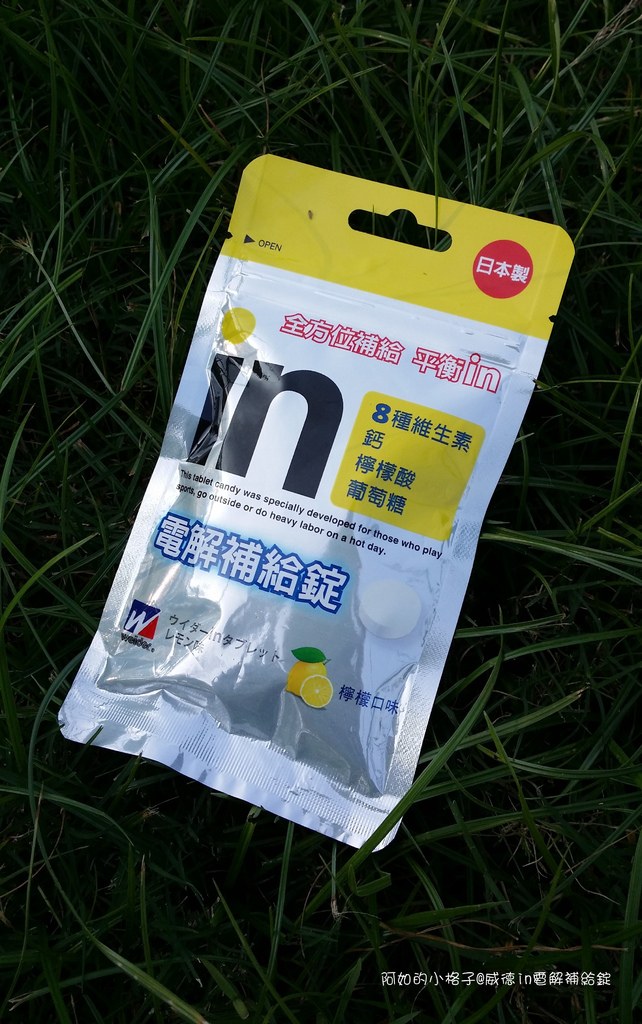 OPEN
日本製
全方位補給 平衡in
in
8種維生素
鈣
檸檬酸
葡萄糖
This tablet candy was specially developed for those who play
sports, go outside or do heavy labor on a hot day.
電解補給錠
W
weider
ウイダーinタブレット
レモン味
檸檬口味
阿如的小格子@威德in電解補給錠